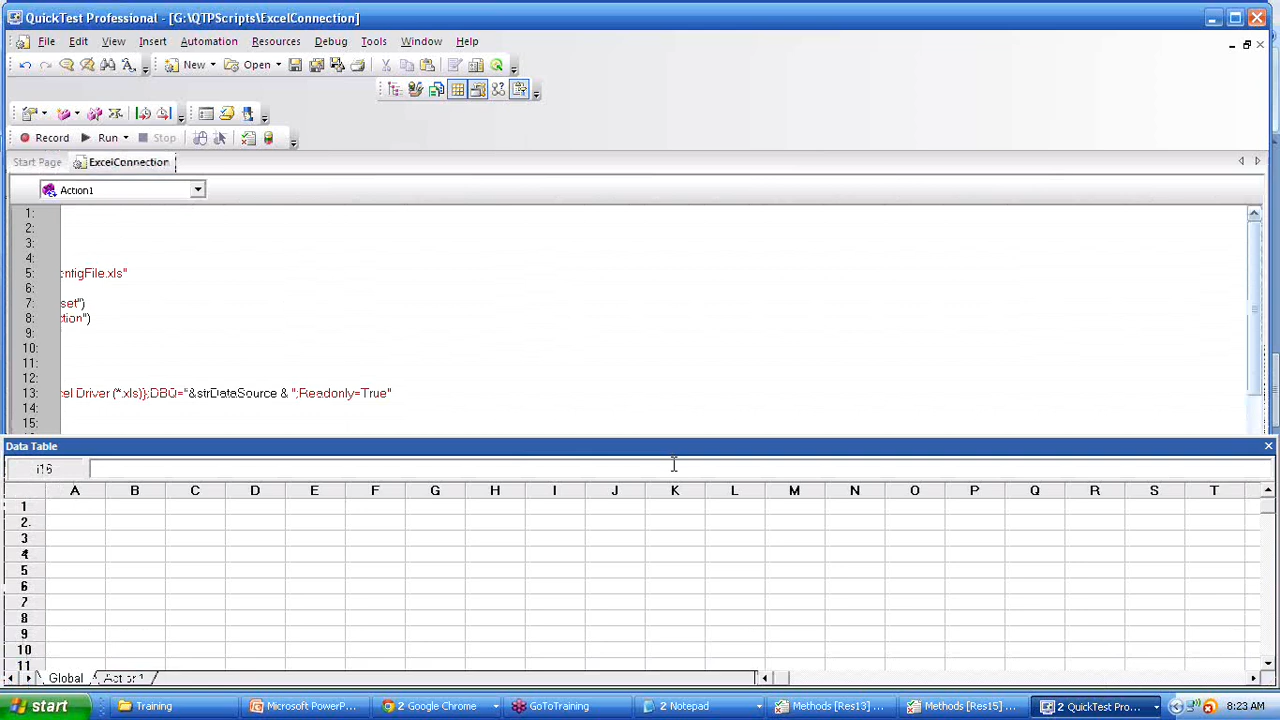 QuickTest Professional - [G:\QTPScripts\ExcelConnection]
File Edit View Insert Automation Resources Debug Tools Window Help
New Open
Record Run Stop
Start Page ExcelConnection
Action1
1:
2:
3:
4:
5: ontigFile.xls"
6:
7: set")
8: ction")
9:
10:
11:
12:
13: cel Driver (*.xls)};DBQ="&strDataSource & ";Readonly=True"
14:
15:
Data Table
i16
A B C D E F G H I J K L M N O P Q R S T
1
2
3
4
5
6
7
8
9
10
11
Global Action1
start Training Microsoft PowerP... 2 Google Chrome GoToTraining 2 Notepad Methods [Res13] ... Methods [Res15] ... 2 QuickTest Pro... 8:23 AM